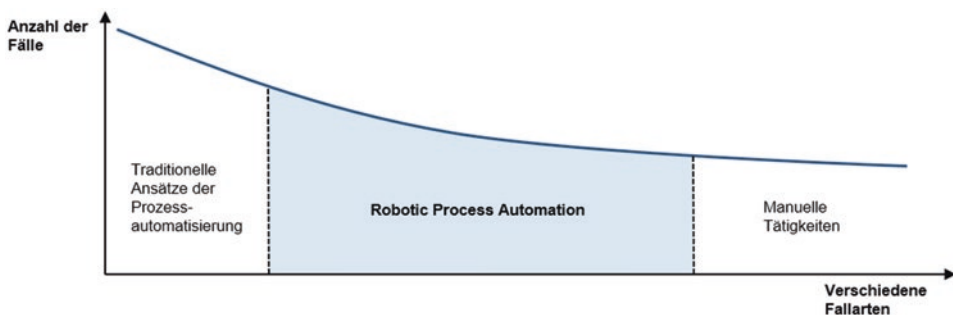 Anzahl der
Fälle
Traditionelle
Ansätze der
Prozess-
automatisierung
Robotic Process Automation
Manuelle
Tätigkeiten
Verschiedene
Fallarten